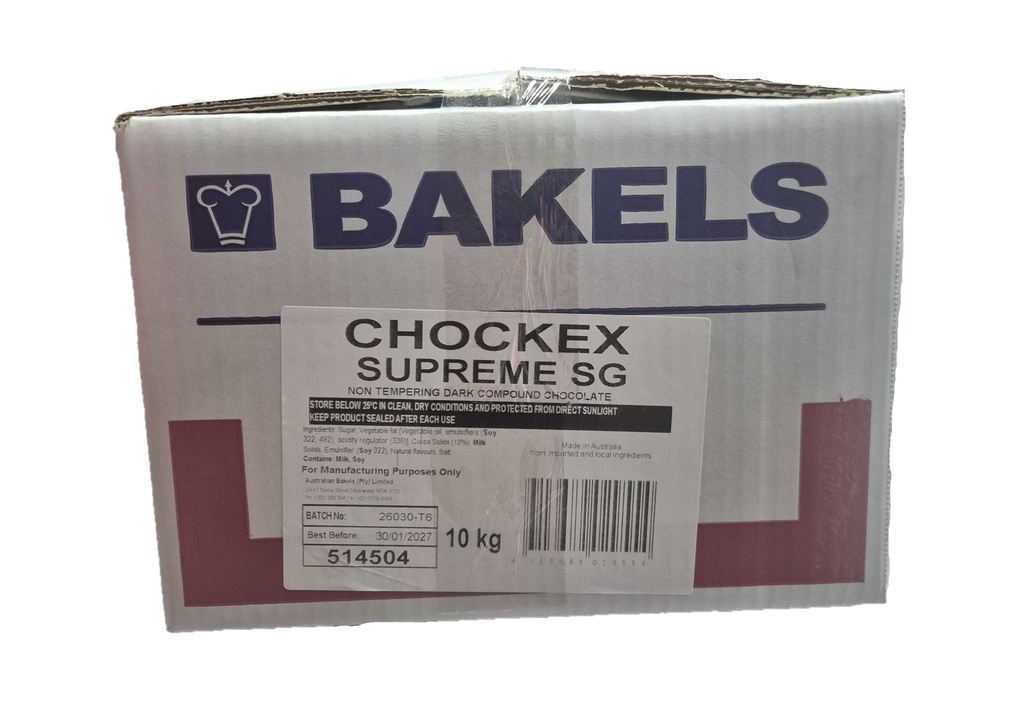 BAKELS
CHOCKEX
SUPREME SG
NON TEMPERING DARK COMPOUND CHOCOLATE
STORE BELOW 25°C IN CLEAN, DRY CONDITIONS AND PROTECTED FROM DIRECT SUNLIGHT
KEEP PRODUCT SEALED AFTER EACH USE
Ingredients: Sugar, Vegetable fat [Vegetable oil, emulsifiers (Soy
322, 492), acidity regulator (330)], Cocoa Solids (12%), Milk
Solids, Emulsifier (Soy 322), Natural flavours, Salt.
Contains: Milk, Soy
For Manufacturing Purposes Only
Australian Bakels (Pty) Limited
Made in Australia
from imported and local ingredients
BATCH No: 26030-T6
Best Before: 30/01/2027
514504
10 kg